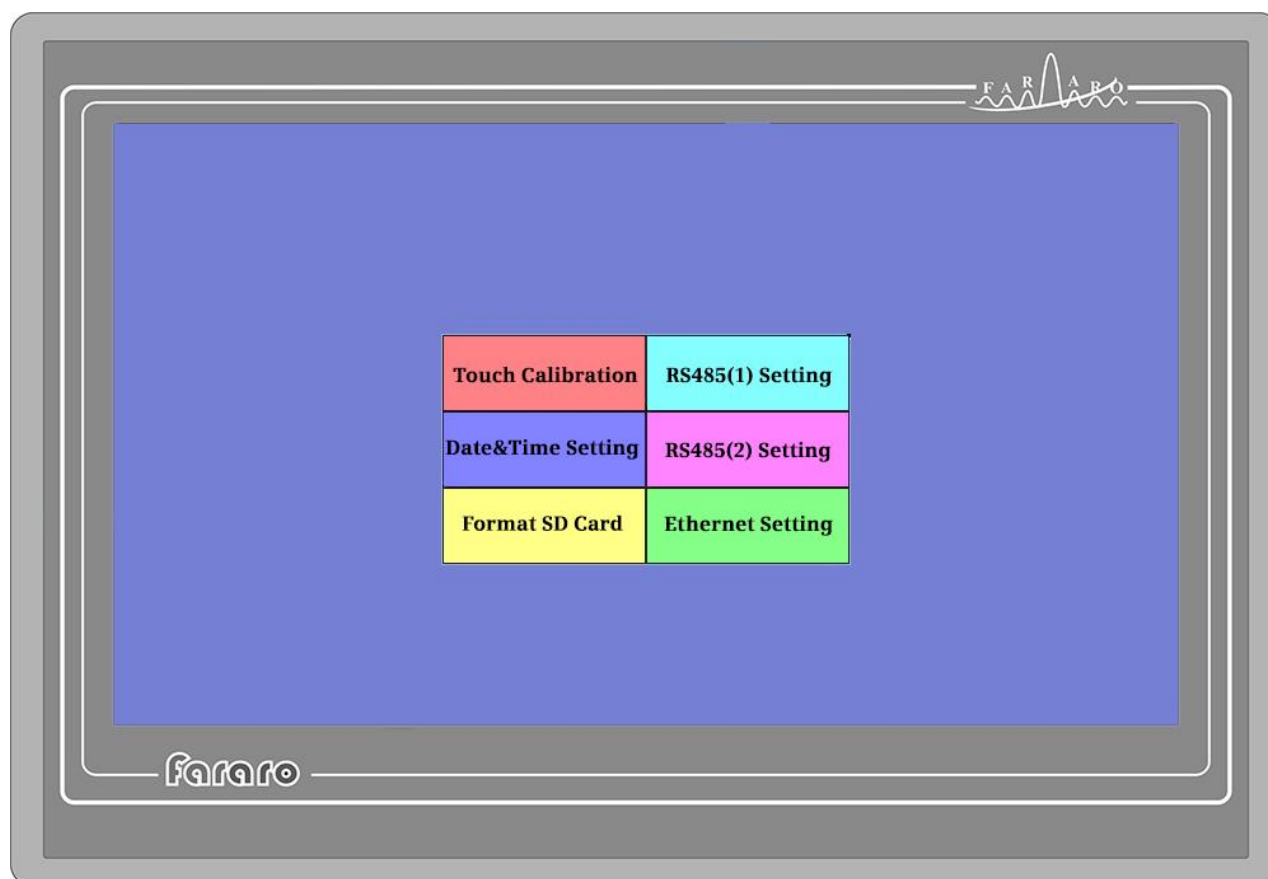 FARARO
Touch Calibration
RS485(1) Setting
Date&Time Setting
RS485(2) Setting
Format SD Card
Ethernet Setting
Fararo